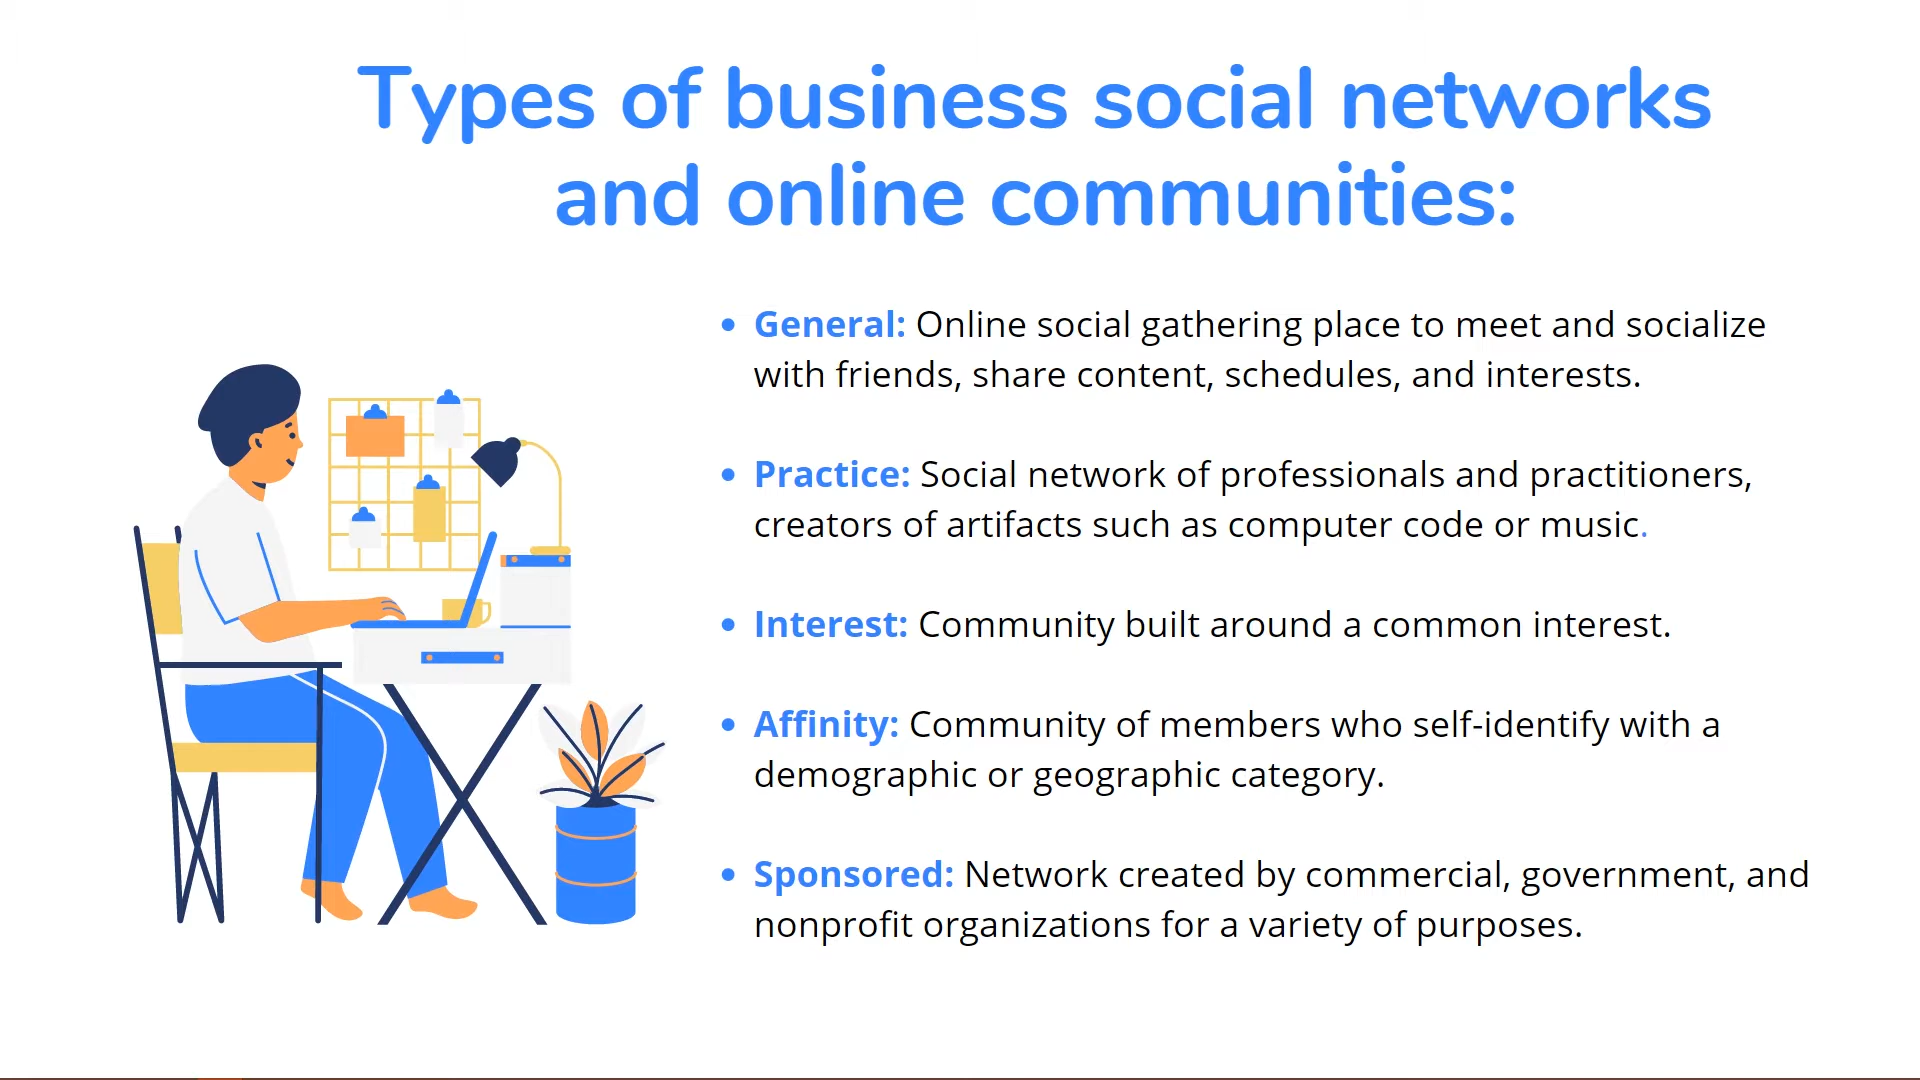 Types of business social networks
and online communities:
• General: Online social gathering place to meet and socialize
with friends, share content, schedules, and interests.
• Practice: Social network of professionals and practitioners,
creators of artifacts such as computer code or music.
• Interest: Community built around a common interest.
• Affinity: Community of members who self-identify with a
demographic or geographic category.
• Sponsored: Network created by commercial, government, and
nonprofit organizations for a variety of purposes.